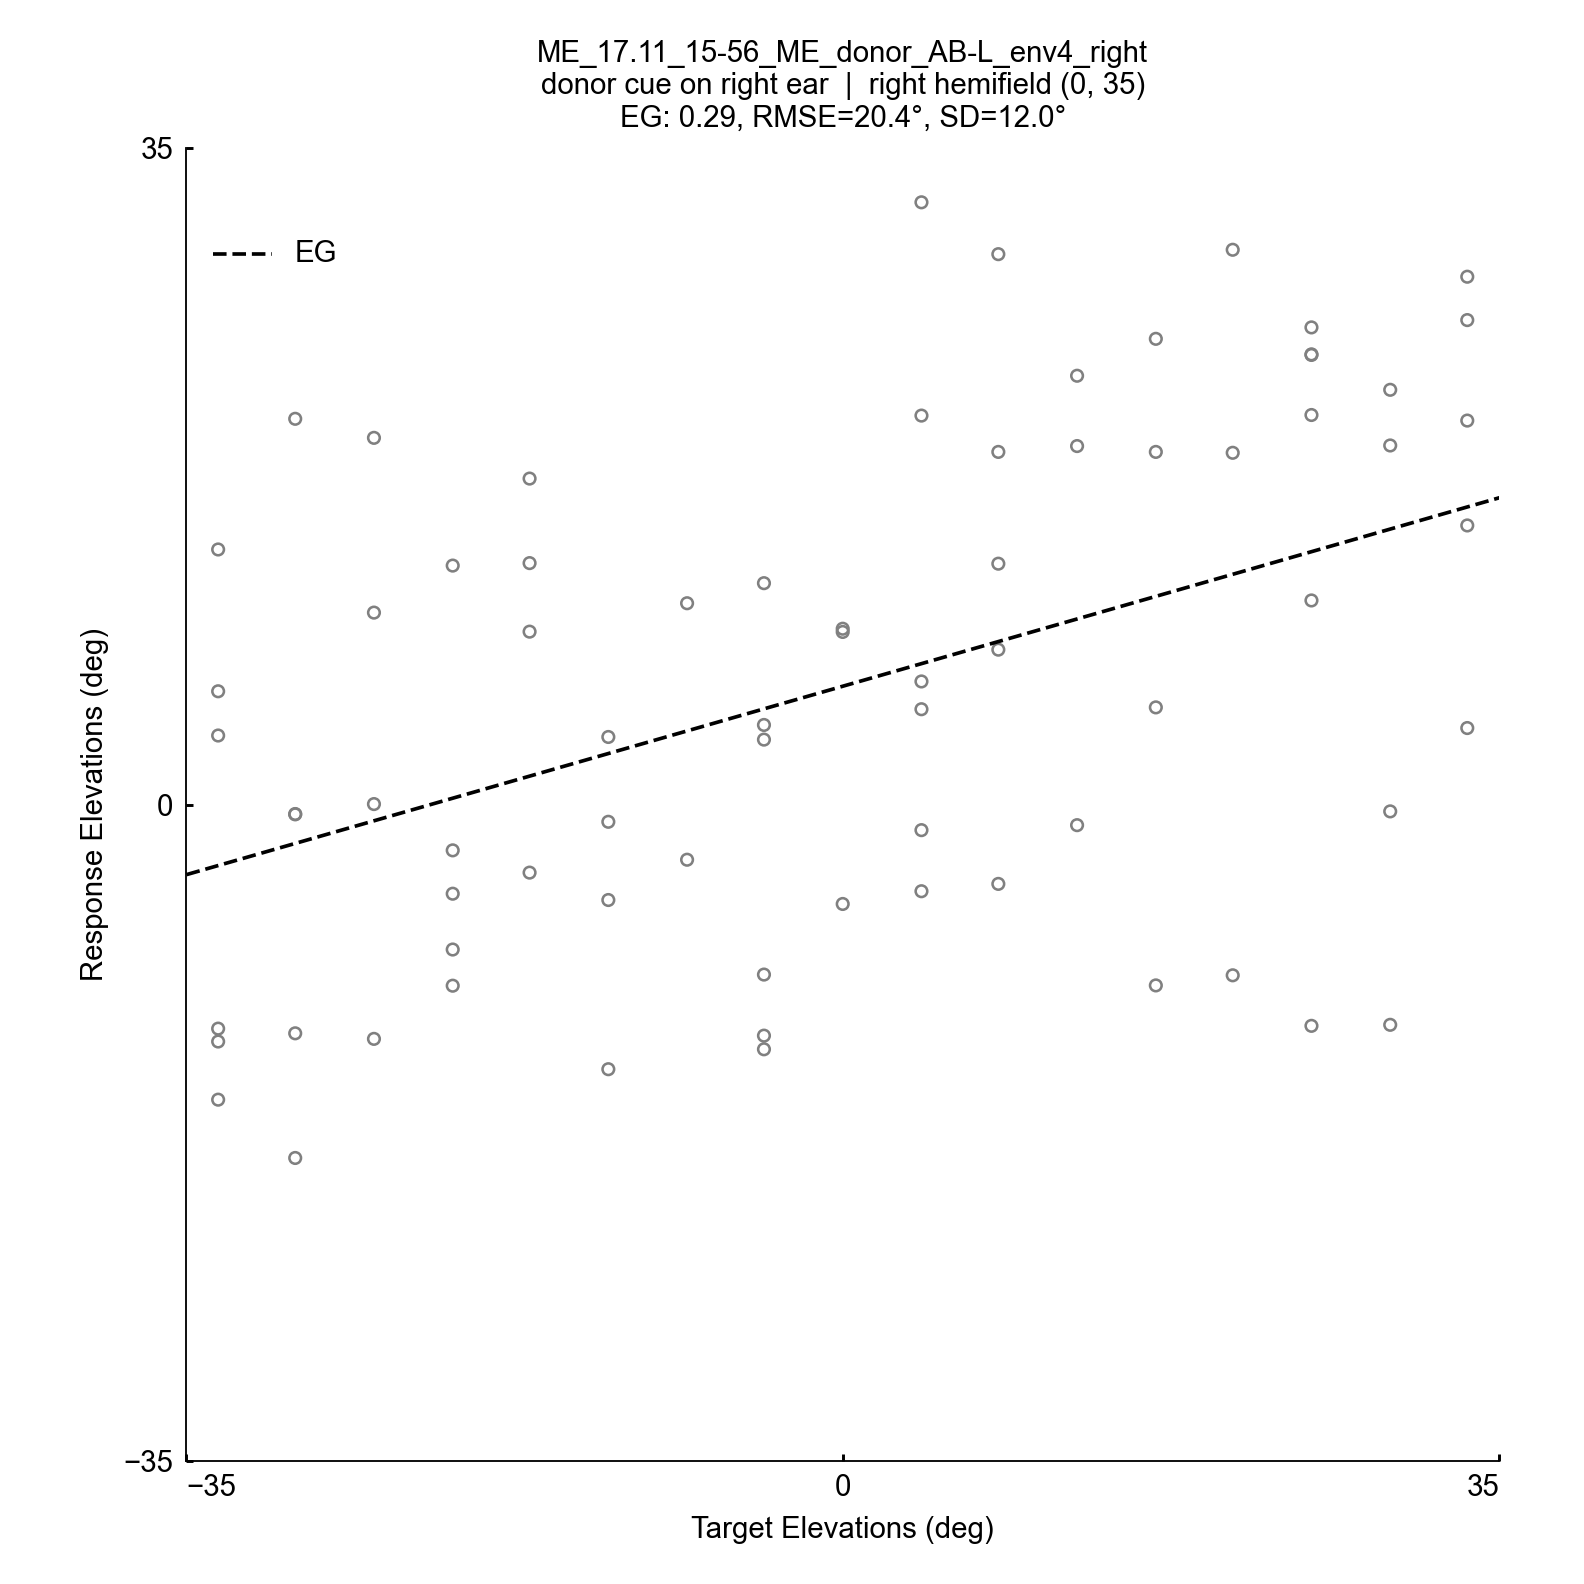 ME_17.11_15-56_ME_donor_AB-L_env4_right
donor cue on right ear | right hemifield (0, 35)
EG: 0.29, RMSE=20.4°, SD=12.0°
35
EG
0
−35
Response Elevations (deg)
−35 0 35
Target Elevations (deg)